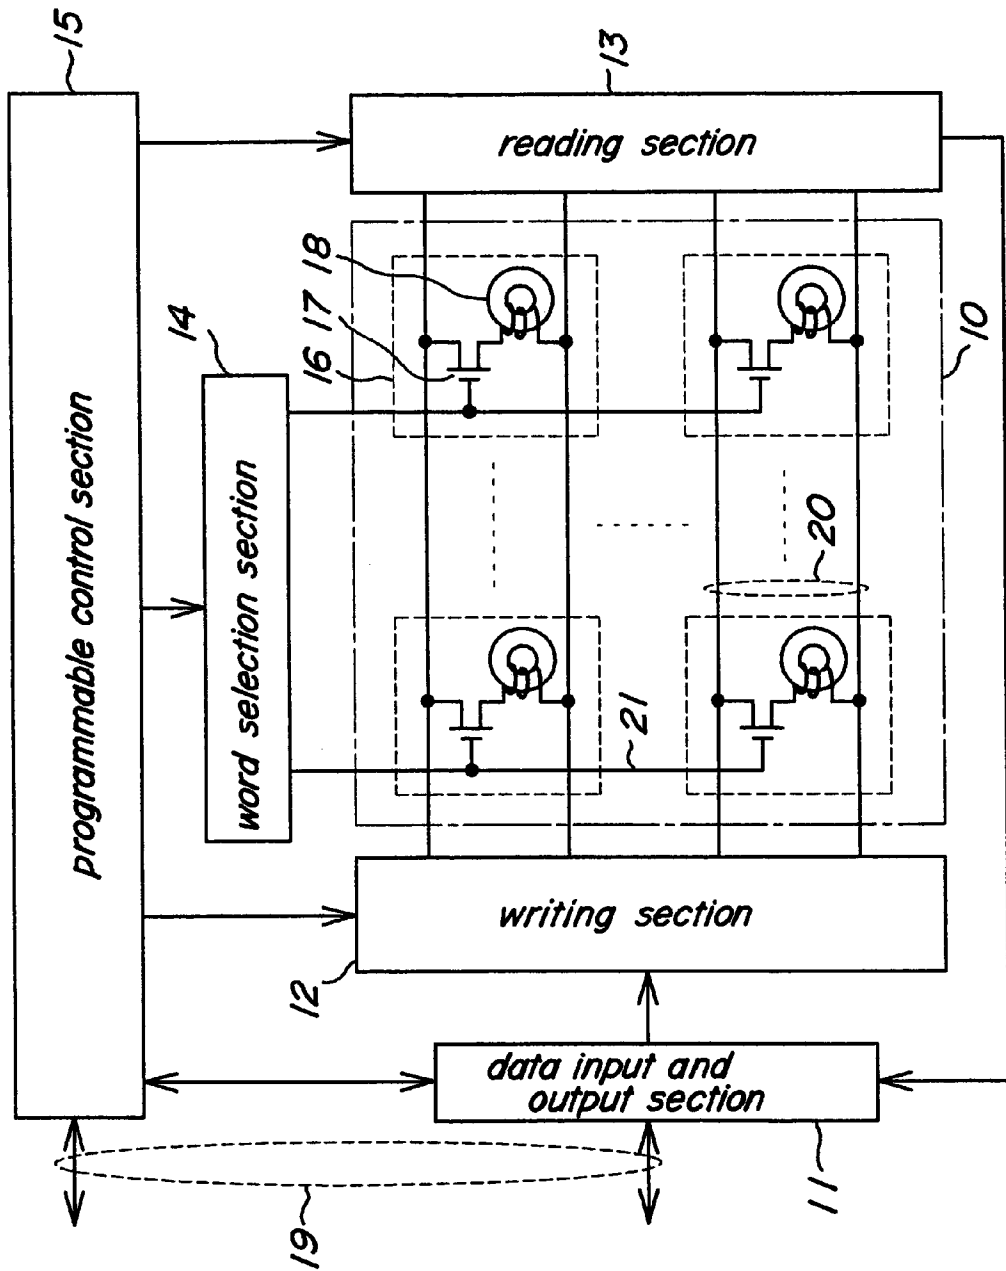 15
programmable control section
13
reading section
14
word selection section
16
17
18
10
20
21
writing section
12
data input and
output section
11
19